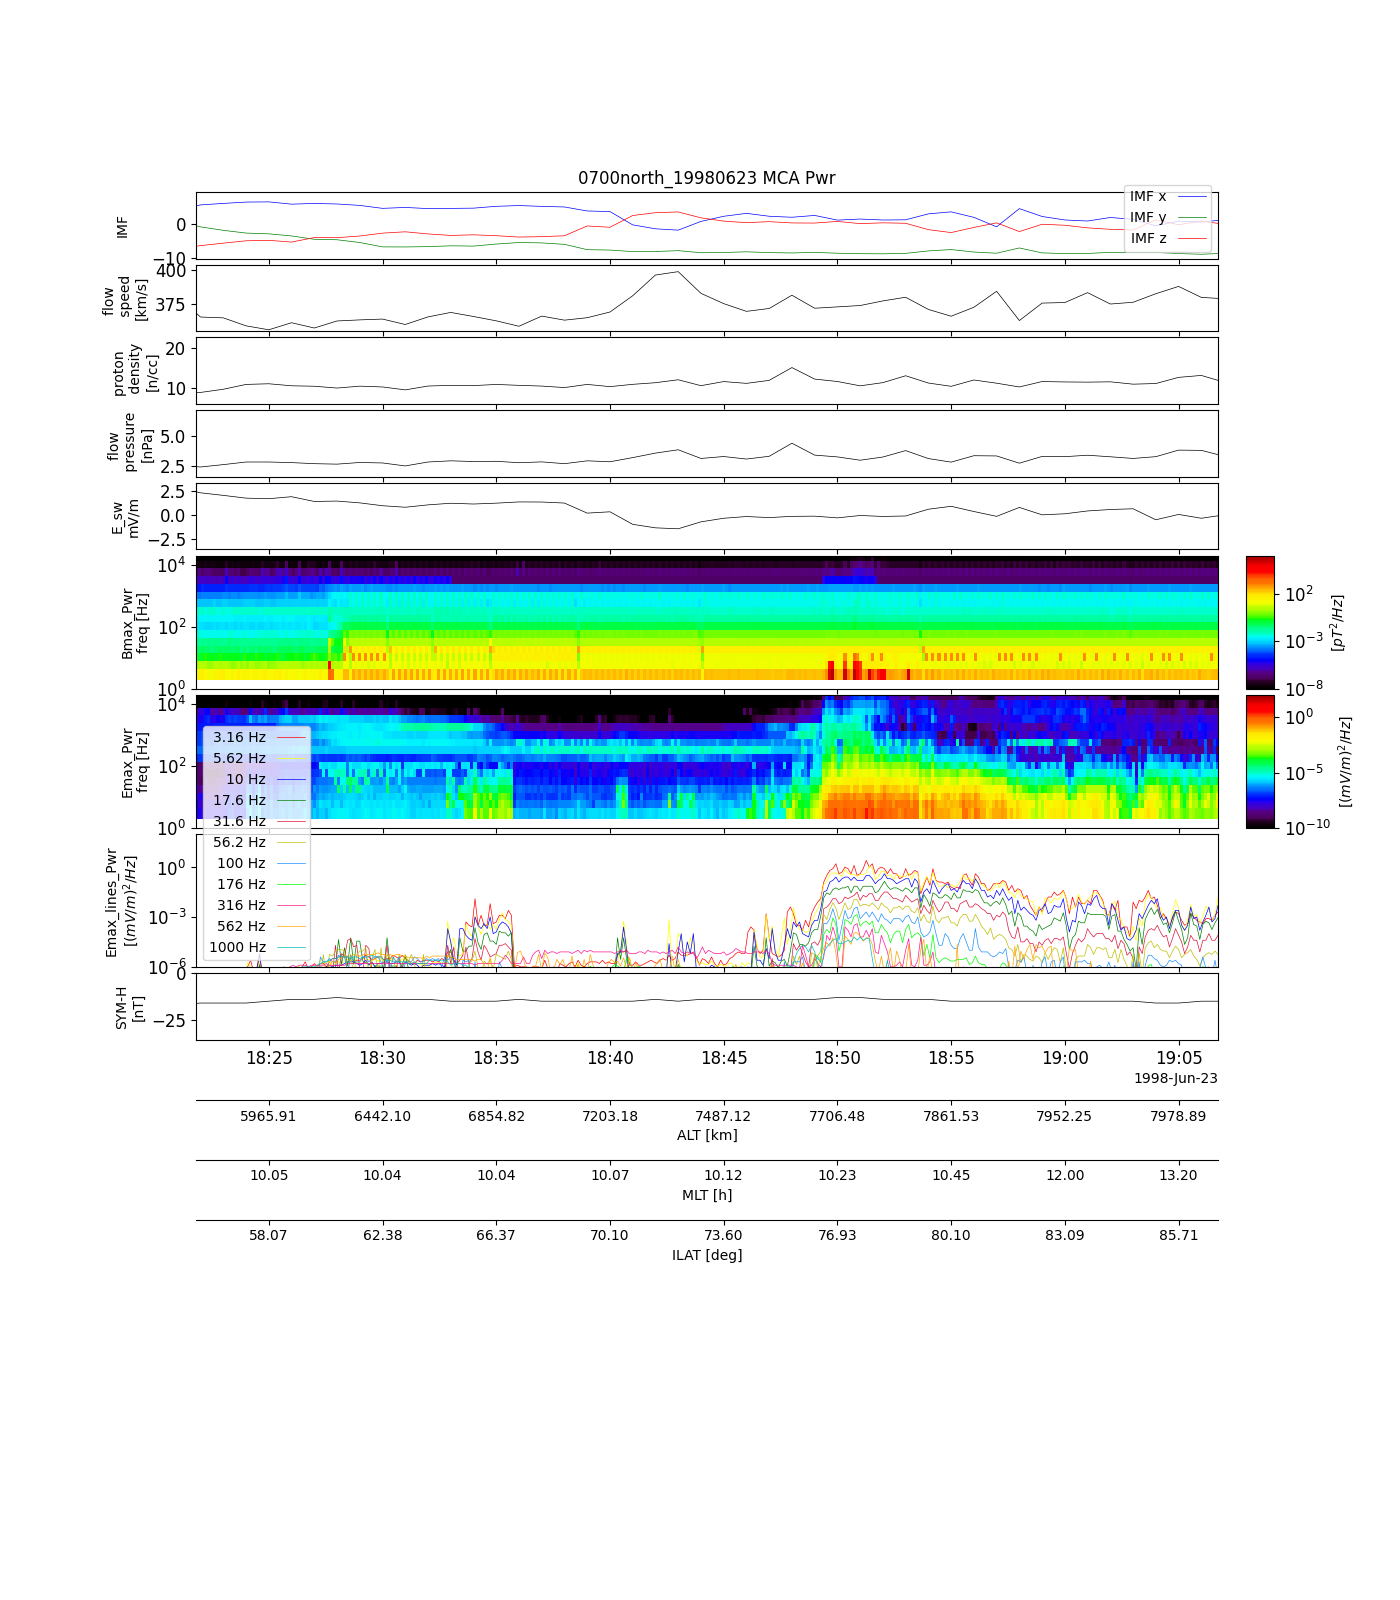 0700north_19980623 MCA Pwr
IMF
0
−10
IMF x
IMF y
IMF z
flow
speed
[km/s]
400
375
proton
density
[n/cc]
20
10
flow
pressure
[nPa]
5.0
2.5
E_sw
mV/m
2.5
0.0
−2.5
Bmax_Pwr
freq [Hz]
10^4
10^2
10^0
10^2
10^−3
10^−8
[pT^2/Hz]
Emax_Pwr
freq [Hz]
10^4
10^2
10^0
10^0
10^−5
10^−10
[(mV/m)^2/Hz]
3.16 Hz
5.62 Hz
10 Hz
17.6 Hz
31.6 Hz
56.2 Hz
100 Hz
176 Hz
316 Hz
562 Hz
1000 Hz
Emax_lines_Pwr
[(mV/m)^2/Hz]
10^0
10^−3
10^−6
SYM-H
[nT]
0
−25
18:25 18:30 18:35 18:40 18:45 18:50 18:55 19:00 19:05
1998-Jun-23
5965.91 6442.10 6854.82 7203.18 7487.12 7706.48 7861.53 7952.25 7978.89
ALT [km]
10.05 10.04 10.04 10.07 10.12 10.23 10.45 12.00 13.20
MLT [h]
58.07 62.38 66.37 70.10 73.60 76.93 80.10 83.09 85.71
ILAT [deg]